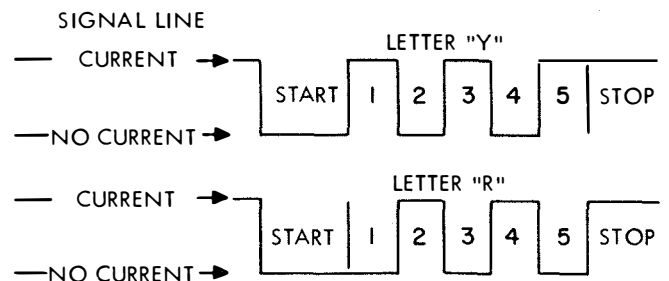 SIGNAL LINE
LETTER "Y"
CURRENT
START 1 2 3 4 5 STOP
NO CURRENT
LETTER "R"
CURRENT
START 1 2 3 4 5 STOP
NO CURRENT